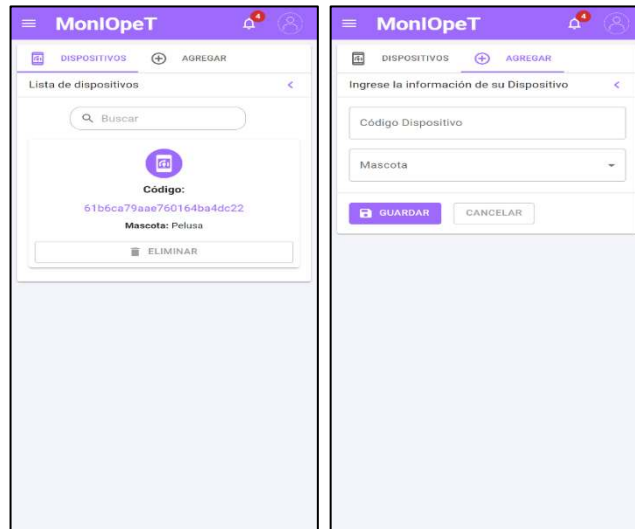 MonIOpeT
4
DISPOSITIVOS AGREGAR
Lista de dispositivos
Buscar
Código:
61b6ca79aae760164ba4dc22
Mascota: Pelusa
ELIMINAR
MonIOpeT
4
DISPOSITIVOS AGREGAR
Ingrese la información de su Dispositivo
Código Dispositivo
Mascota
GUARDAR CANCELAR